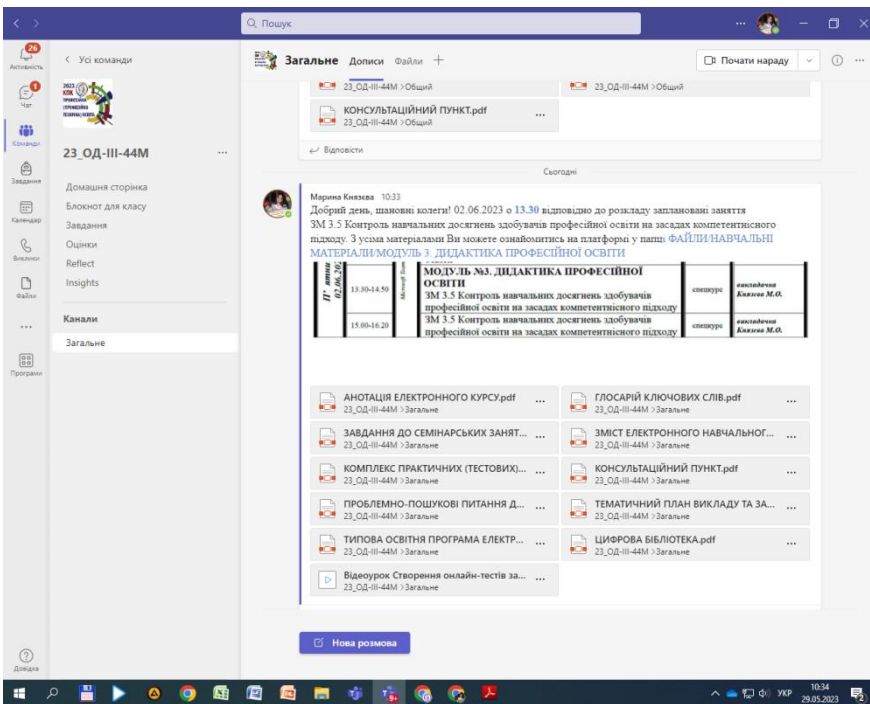 Пошук
26
Активність
Чат
Команди
Завдання
Календар
Виклики
Файли
Програми
Довідка
Усі команди
2023
23_ОД-ІІІ-44М
Домашня сторінка
Блокнот для класу
Завдання
Оцінки
Reflect
Insights
Канали
Загальне
Загальне Дописи Файли
Почати нараду
23_ОД-ІІІ-44М > Общий
23_ОД-ІІІ-44М > Общий
КОНСУЛЬТАЦІЙНИЙ ПУНКТ.pdf
23_ОД-ІІІ-44М > Общий
Відповісти
Сьогодні
Марина Князєва 10:33
Добрий день, шановні колеги! 02.06.2023 о 13.30 відповідно до розкладу заплановані заняття
ЗМ 3.5 Контроль навчальних досягнень здобувачів професійної освіти на засадах компетентнісного
підходу. З усіма матеріалами Ви можете ознайомитись на платформі у папці ФАЙЛИ/НАВЧАЛЬНІ
МАТЕРІАЛИ/МОДУЛЬ 3. ДИДАКТИКА ПРОФЕСІЙНОЇ ОСВІТИ
13.30-14.50
МОДУЛЬ №3. ДИДАКТИКА ПРОФЕСІЙНОЇ
ОСВІТИ
ЗМ 3.5 Контроль навчальних досягнень здобувачів
професійної освіти на засадах компетентнісного підходу
спецкурс
викладачка
Князєва М.О.
15.00-16.20
ЗМ 3.5 Контроль навчальних досягнень здобувачів
професійної освіти на засадах компетентнісного підходу
спецкурс
викладачка
Князєва М.О.
АНОТАЦІЯ ЕЛЕКТРОННОГО КУРСУ.pdf
23_ОД-ІІІ-44М > Загальне
ГЛОСАРІЙ КЛЮЧОВИХ СЛІВ.pdf
23_ОД-ІІІ-44М > Загальне
ЗАВДАННЯ ДО СЕМІНАРСЬКИХ ЗАНЯТ...
23_ОД-ІІІ-44М > Загальне
ЗМІСТ ЕЛЕКТРОННОГО НАВЧАЛЬНОГ...
23_ОД-ІІІ-44М > Загальне
КОМПЛЕКС ПРАКТИЧНИХ (ТЕСТОВИХ)...
23_ОД-ІІІ-44М > Загальне
КОНСУЛЬТАЦІЙНИЙ ПУНКТ.pdf
23_ОД-ІІІ-44М > Загальне
ПРОБЛЕМНО-ПОШУКОВІ ПИТАННЯ Д...
23_ОД-ІІІ-44М > Загальне
ТЕМАТИЧНИЙ ПЛАН ВИКЛАДУ ТА ЗА...
23_ОД-ІІІ-44М > Загальне
ТИПОВА ОСВІТНЯ ПРОГРАМА ЕЛЕКТР...
23_ОД-ІІІ-44М > Загальне
ЦИФРОВА БІБЛІОТЕКА.pdf
23_ОД-ІІІ-44М > Загальне
Відеоурок Створення онлайн-тестів за...
23_ОД-ІІІ-44М > Загальне
Нова розмова
УКР
10:34
29.05.2023